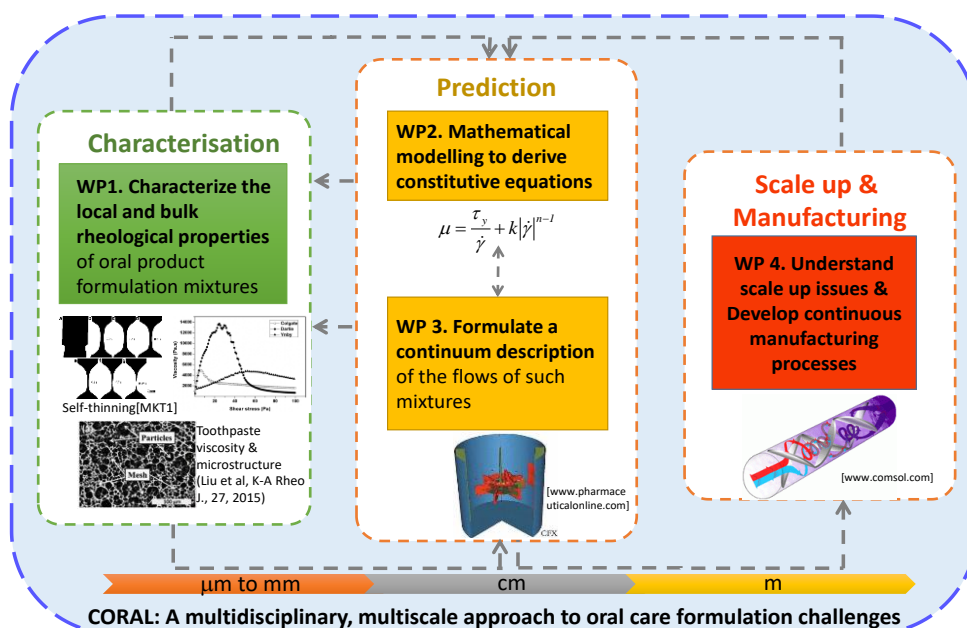 Characterisation
WP1. Characterize the
local and bulk
rheological properties
of oral product
formulation mixtures
Self-thinning[MKT1]
Viscosity (Pa.s)
Shear stress (Pa)
Particles
Mesh
Toothpaste
viscosity &
microstructure
(Liu et al, K-A Rheo
J., 27, 2015)
Prediction
WP2. Mathematical
modelling to derive
constitutive equations
μ = τ_y / γ̇ + k|γ̇|^{n-1}
WP 3. Formulate a
continuum description
of the flows of such
mixtures
[www.pharmace
uticalonline.com]
CFX
Scale up &
Manufacturing
WP 4. Understand
scale up issues &
Develop continuous
manufacturing
processes
[www.comsol.com]
μm to mm
cm
m
CORAL: A multidisciplinary, multiscale approach to oral care formulation challenges